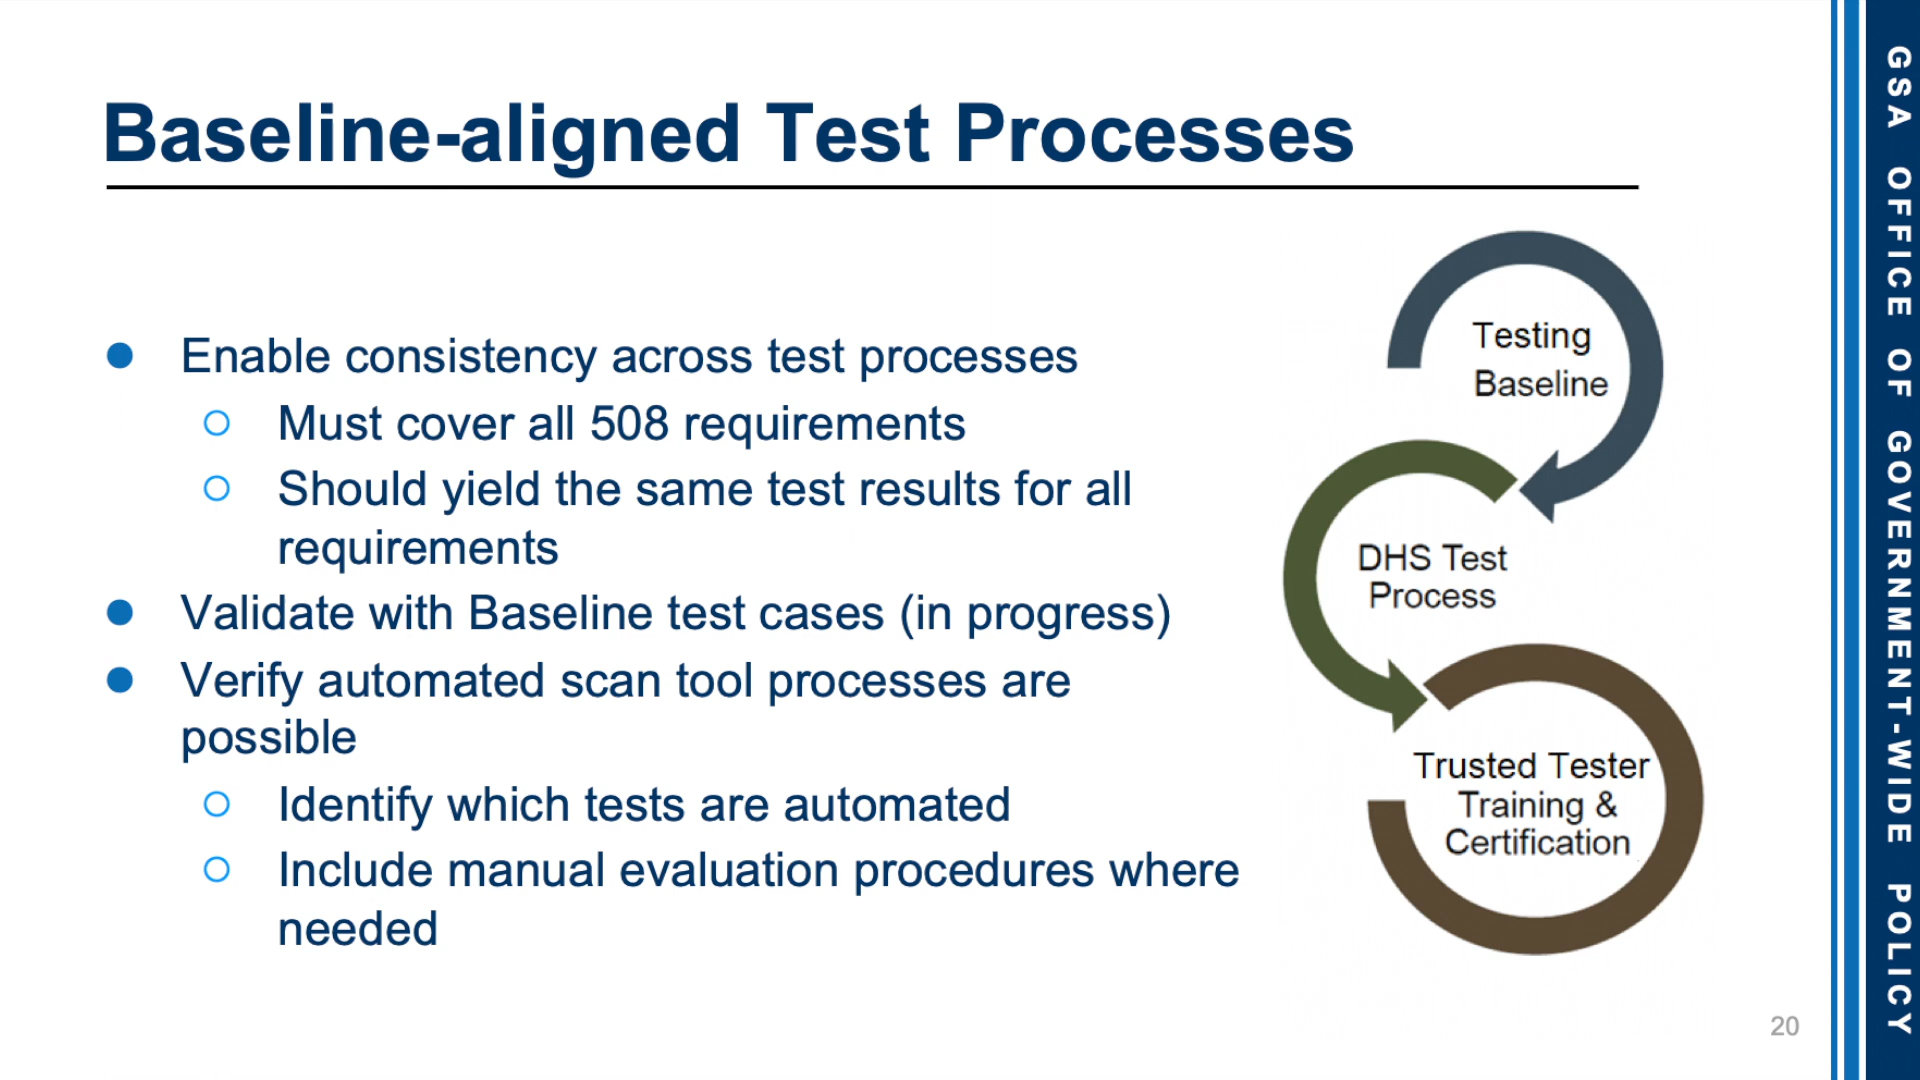 Baseline-aligned Test Processes
Enable consistency across test processes
Must cover all 508 requirements
Should yield the same test results for all
requirements
Validate with Baseline test cases (in progress)
Verify automated scan tool processes are
possible
Identify which tests are automated
Include manual evaluation procedures where
needed
Testing
Baseline
DHS Test
Process
Trusted Tester
Training &
Certification
20
GSA OFFICE OF GOVERNMENT-WIDE POLICY